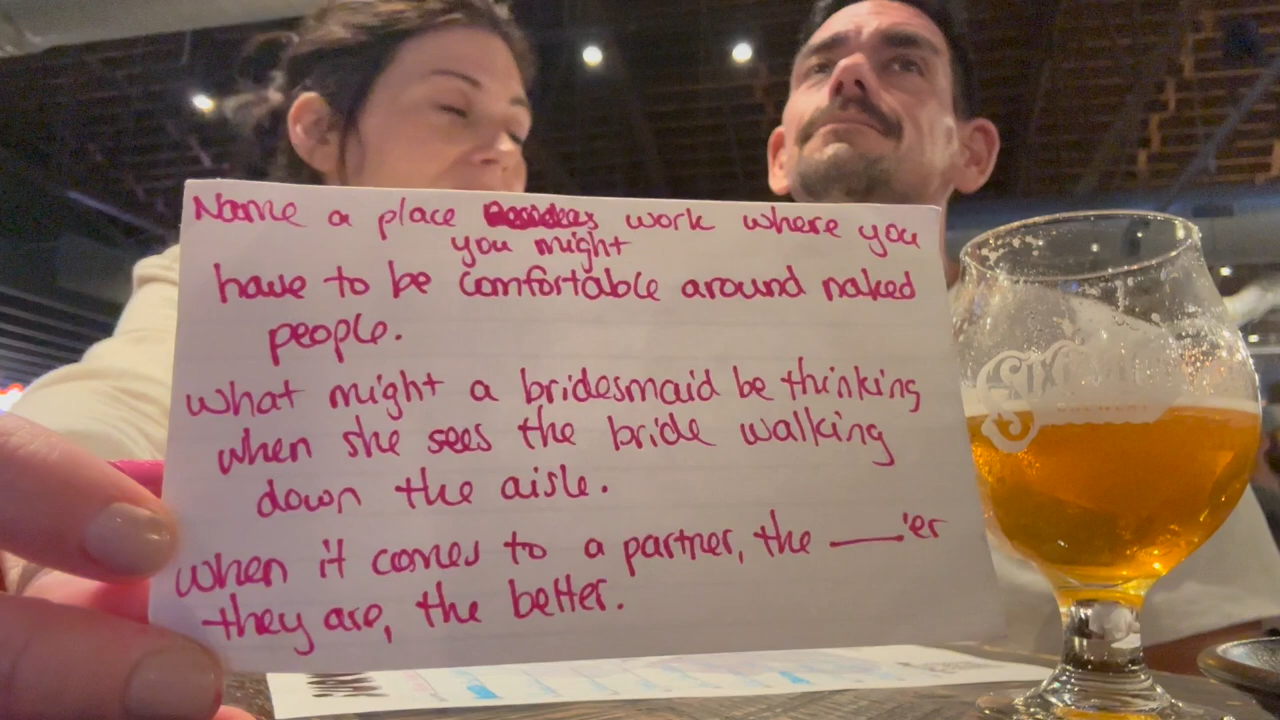 Name a place work where you
you might
have to be comfortable around naked
people.
What might a bridesmaid be thinking
when she sees the bride walking
down the aisle.
When it comes to a partner, the ___'er
they are, the better.
BREWERY